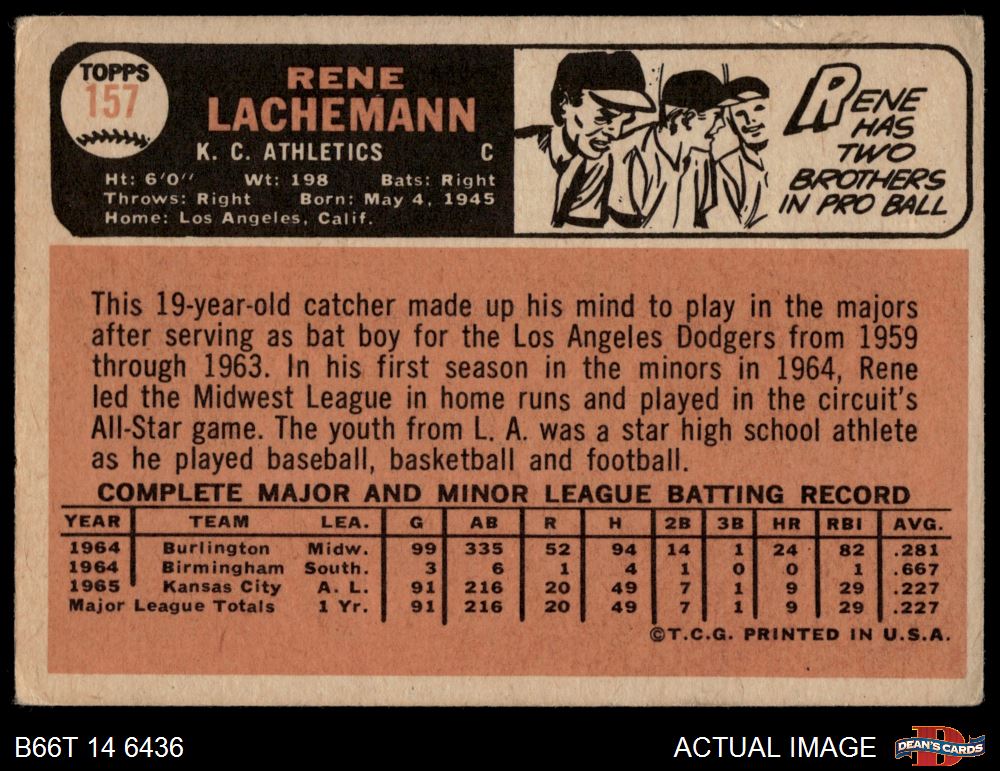 TOPPS
157
RENE
LACHEMANN
K. C. ATHLETICS C
Ht: 6'0" Wt: 198 Bats: Right
Throws: Right Born: May 4, 1945
Home: Los Angeles, Calif.
RENE
HAS
TWO
BROTHERS
IN PRO BALL
This 19-year-old catcher made up his mind to play in the majors
after serving as bat boy for the Los Angeles Dodgers from 1959
through 1963. In his first season in the minors in 1964, Rene
led the Midwest League in home runs and played in the circuit's
All-Star game. The youth from L. A. was a star high school athlete
as he played baseball, basketball and football.
COMPLETE MAJOR AND MINOR LEAGUE BATTING RECORD
YEAR TEAM LEA. G AB R H 2B 3B HR RBI AVG.
1964 Burlington Midw. 99 335 52 94 14 1 24 82 .281
1964 Birmingham South. 3 6 1 4 1 0 0 1 .667
1965 Kansas City A. L. 91 216 20 49 7 1 9 29 .227
Major League Totals 1 Yr. 91 216 20 49 7 1 9 29 .227
©T.C.G. PRINTED IN U.S.A.
B66T 14 6436
ACTUAL IMAGE
D
DEAN'S CARDS